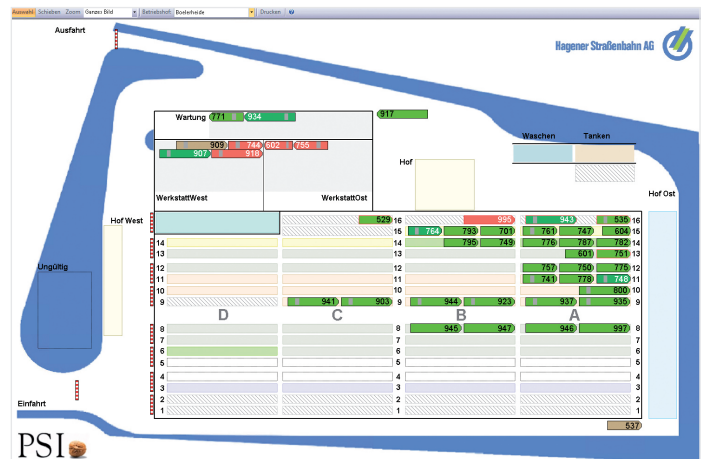 Auswahl Schieben Zoom Ganzes Bild Betriebshof Boelerheide Drucken
Ausfahrt
Hagener Straßenbahn AG
Wartung 771 934 917
Waschen Tanken
909 744 602 755
907 918
Hof
WerkstattWest WerkstattOst
Hof Ost
Hof West
529 16 995 943 535 16
15 764 793 701 761 747 604 15
14 14 795 749 776 787 782 14
13 13 601 751 13
Ungültig
12 12 757 750 775 12
11 11 741 778 748 11
10 10 800 10
9 941 903 9 944 923 937 935 9
D C B A
8 8 945 947 946 997 8
7 7 7
6 6 6
5 5 5
4 4 4
3 3 3
2 2 2
1 1 1
Einfahrt
537
PSI